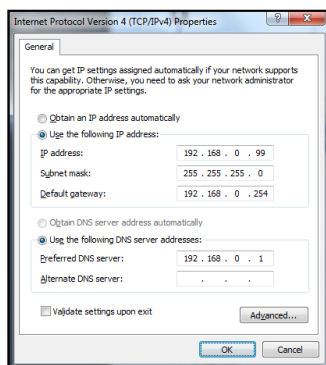 Internet Protocol Version 4 (TCP/IPv4) Properties
General
You can get IP settings assigned automatically if your network supports
this capability. Otherwise, you need to ask your network administrator
for the appropriate IP settings.
Obtain an IP address automatically
Use the following IP address:
IP address: 192 . 168 . 0 . 99
Subnet mask: 255 . 255 . 255 . 0
Default gateway: 192 . 168 . 0 . 254
Obtain DNS server address automatically
Use the following DNS server addresses:
Preferred DNS server: 192 . 168 . 0 . 1
Alternate DNS server: . . .
Validate settings upon exit
Advanced...
OK Cancel